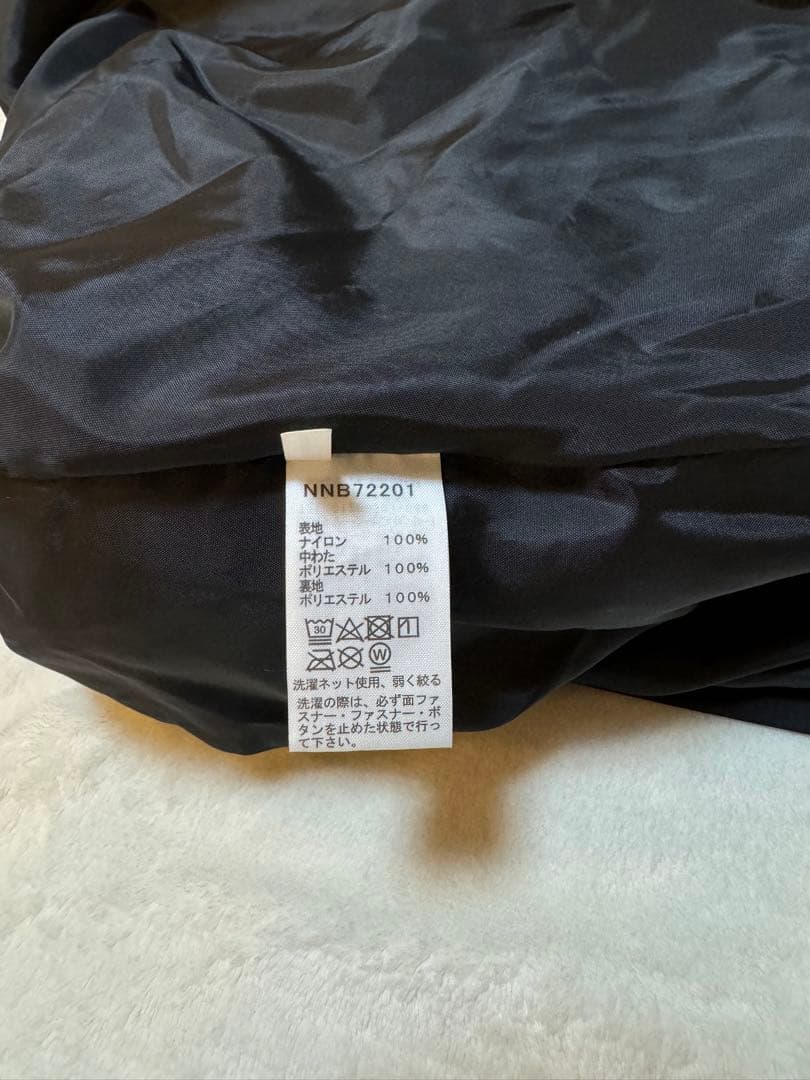 NNB72201
表地
ナイロン 100%
中わた
ポリエステル 100%
裏地
ポリエステル 100%
30
W
洗濯ネット使用、弱く絞る
洗濯の際は、必ず面ファ
スナー・ファスナー・ボ
タンを止めた状態で行っ
て下さい。